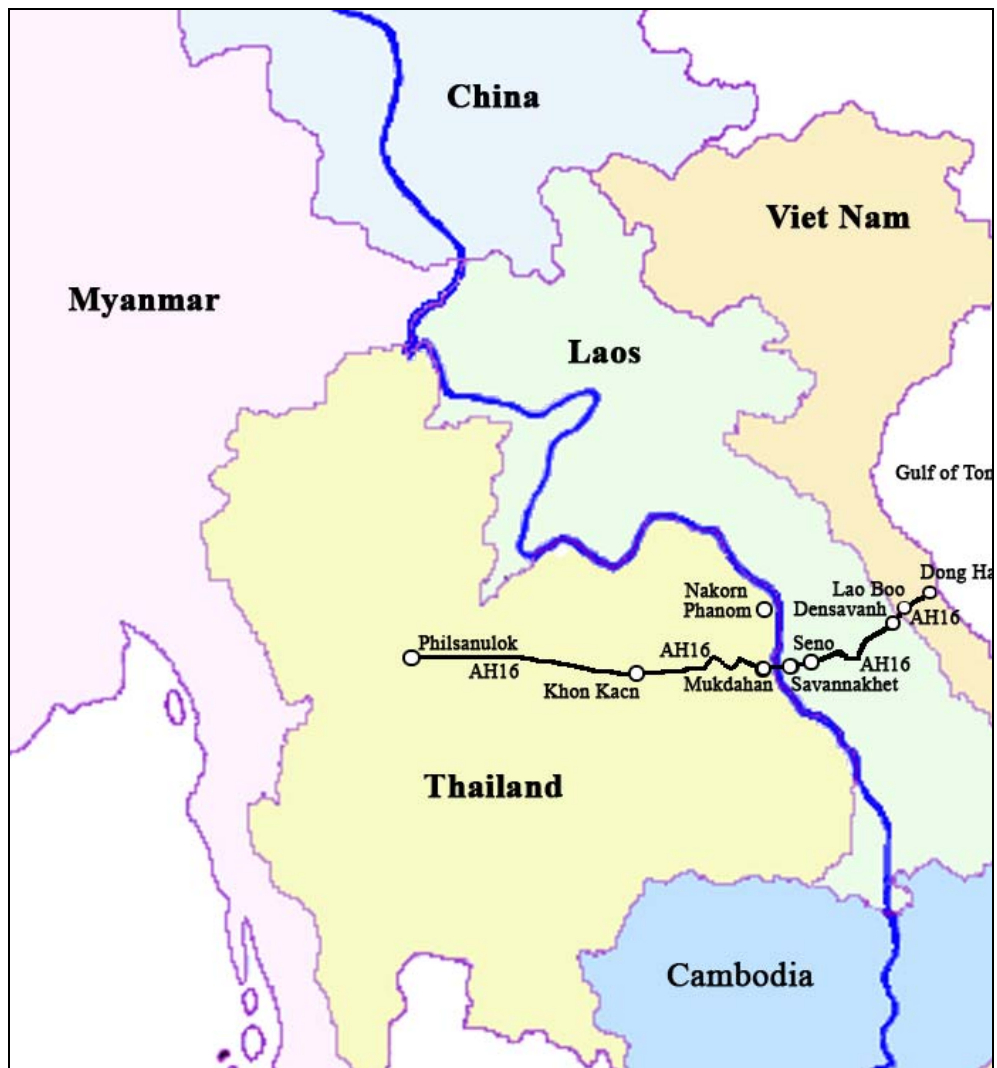 China
Viet Nam
Myanmar
Laos
Gulf of Ton
Dong Ha
Nakorn
Phanom
Lao Boo
Densavanh
AH16
Philsanulok
AH16
Seno
AH16
AH16
Khon Kacn
Mukdahan
Savannakhet
Thailand
Cambodia